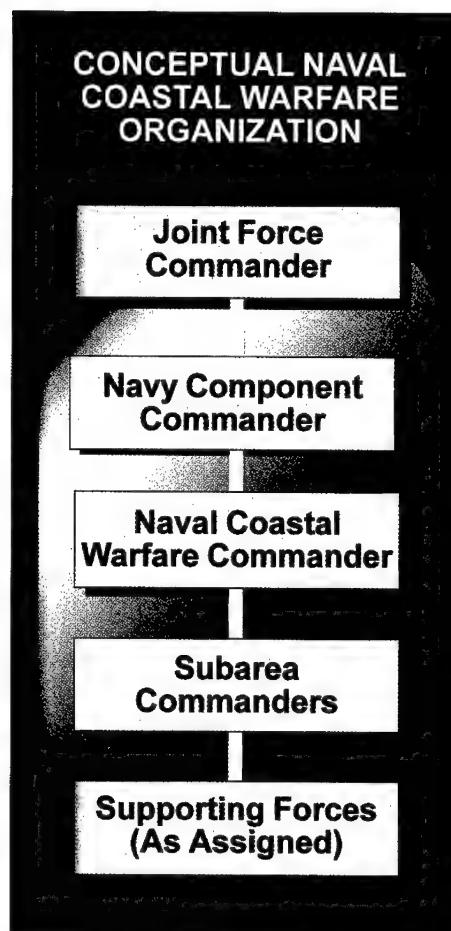 CONCEPTUAL NAVAL
COASTAL WARFARE
ORGANIZATION
Joint Force
Commander
Navy Component
Commander
Naval Coastal
Warfare Commander
Subarea
Commanders
Supporting Forces
(As Assigned)